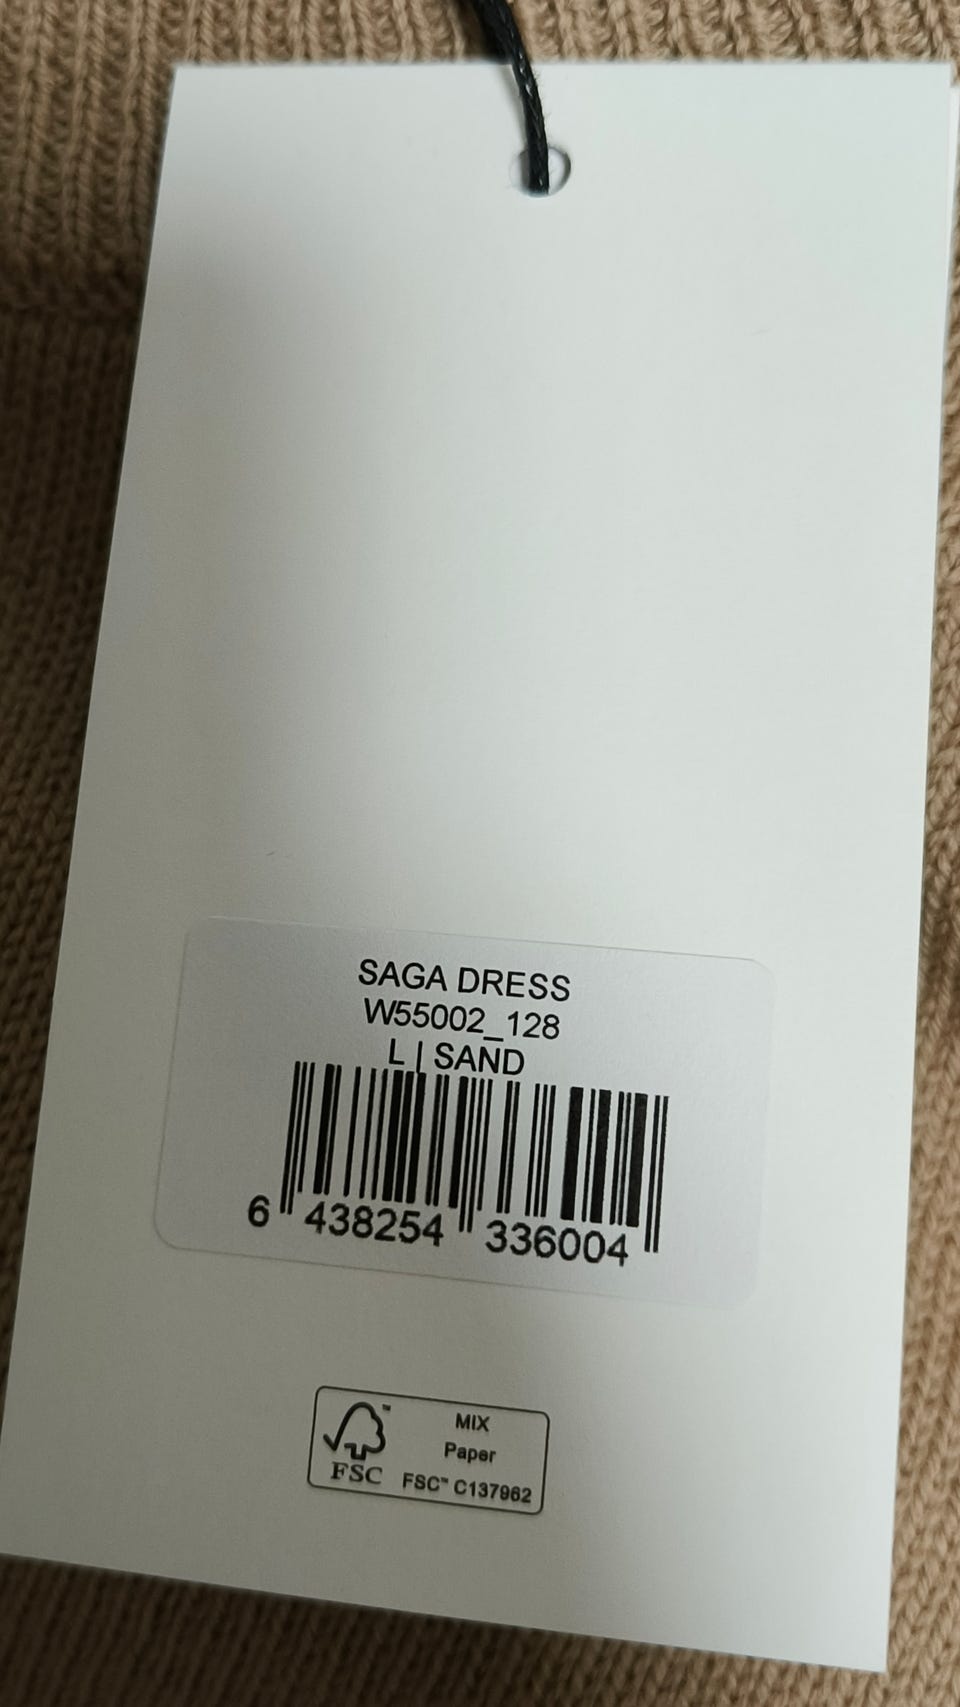 SAGA DRESS
W55002_128
L | SAND
6 438254 336004
MIX
Paper
FSC™ C137962
FSC